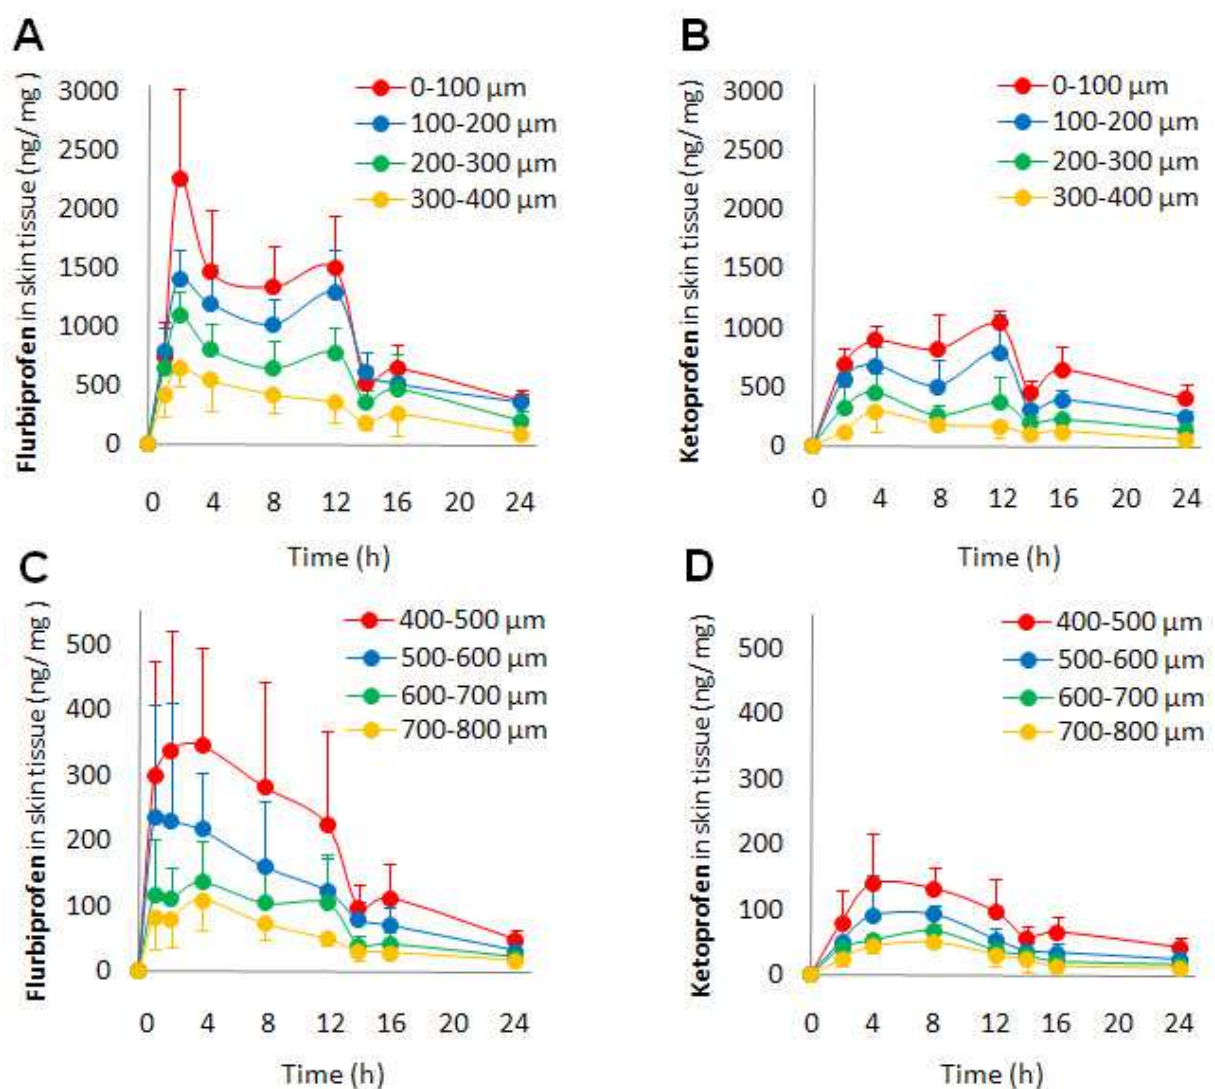 A
Flurbiprofen in skin tissue (ng/ mg )
3000
2500
2000
1500
1000
500
0
0-100 µm
100-200 µm
200-300 µm
300-400 µm
0 4 8 12 16 20 24
Time (h)
B
Ketoprofen in skin tissue (ng/ mg)
3000
2500
2000
1500
1000
500
0
0-100 µm
100-200 µm
200-300 µm
300-400 µm
0 4 8 12 16 20 24
Time (h)
C
Flurbiprofen in skin tissue (ng/ mg )
500
400
300
200
100
0
400-500 µm
500-600 µm
600-700 µm
700-800 µm
0 4 8 12 16 20 24
Time (h)
D
Ketoprofen in skin tissue (ng/ mg)
500
400
300
200
100
0
400-500 µm
500-600 µm
600-700 µm
700-800 µm
0 4 8 12 16 20 24
Time (h)